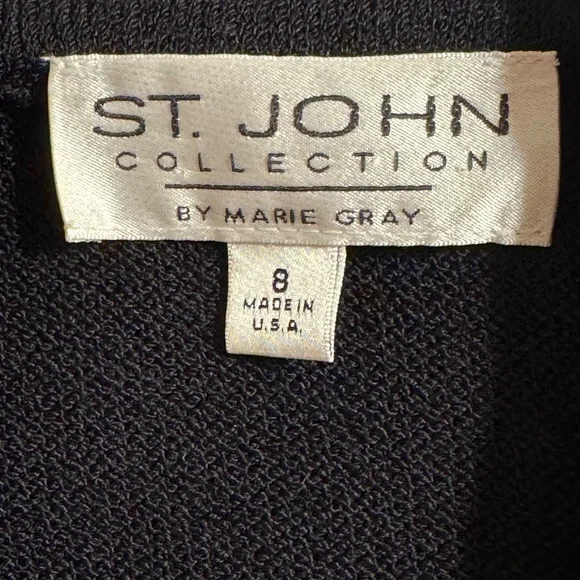 ST. JOHN
COLLECTION
BY MARIE GRAY
8
MADE IN
U.S.A.